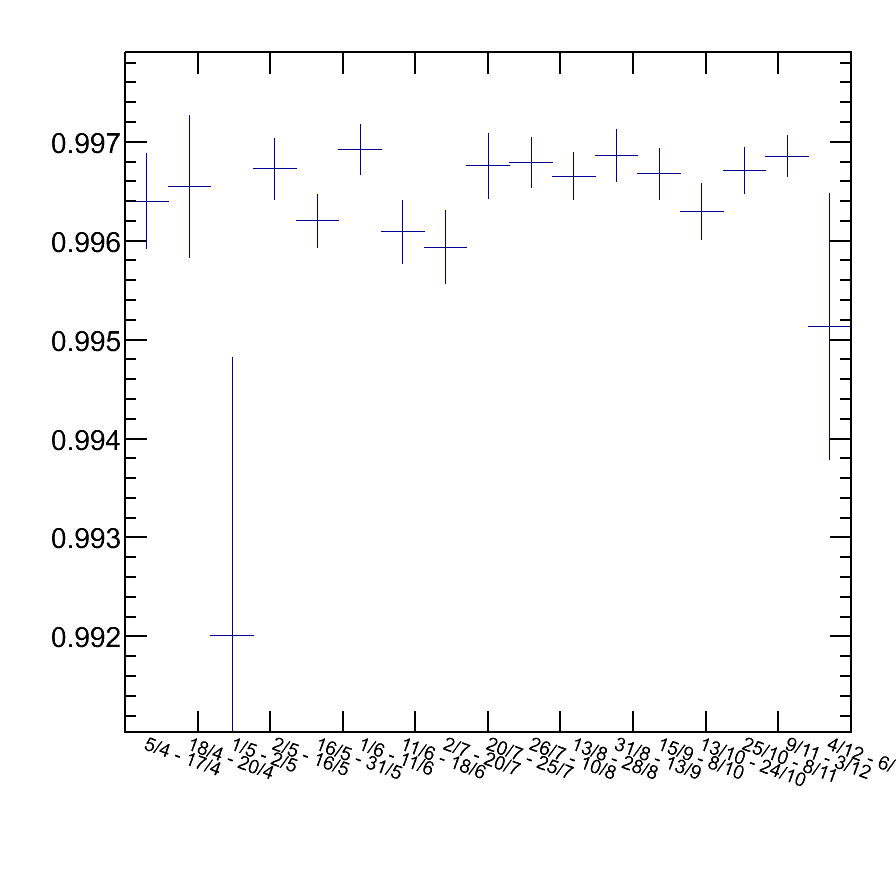 0.997
0.996
0.995
0.994
0.993
0.992
5/4 - 17/4
18/4 - 20/4
1/5 - 2/5
2/5 - 16/5
16/5 - 31/5
1/6 - 11/6
11/6 - 18/6
2/7 - 20/7
20/7 - 25/7
26/7 - 10/8
13/8 - 28/8
31/8 - 13/9
15/9 - 8/10
13/10 - 24/10
25/10 - 8/11
9/11 - 3/12
4/12 - 6/